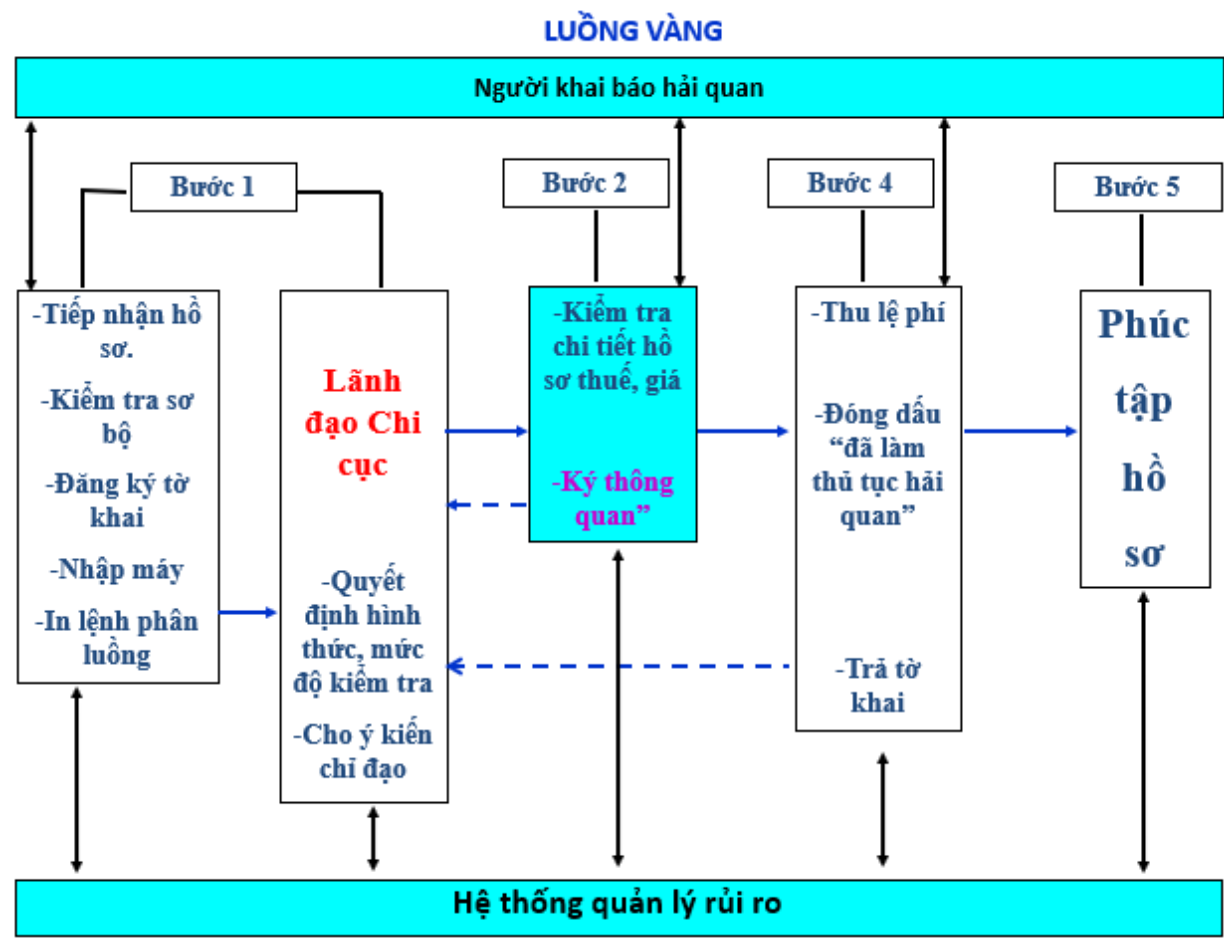 LUỒNG VÀNG
Người khai báo hải quan
Bước 1
Bước 2
Bước 4
Bước 5
-Tiếp nhận hồ
sơ.
-Kiểm tra sơ
bộ
-Đăng ký tờ
khai
-Nhập máy
-In lệnh phân
luồng
Lãnh
đạo Chi
cục
-Quyết
định hình
thức, mức
độ kiểm tra
-Cho ý kiến
chỉ đạo
-Kiểm tra
chi tiết hồ
sơ thuế, giá
-Ký thông
quan”
-Thu lệ phí
-Đóng dấu
“đã làm
thủ tục hải
quan”
-Trả tờ
khai
Phúc
tập
hồ
sơ
Hệ thống quản lý rủi ro